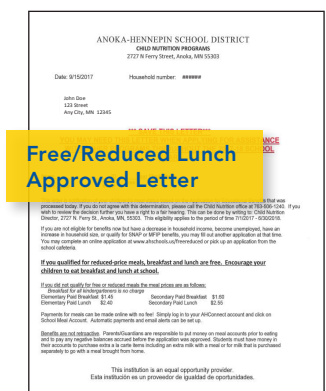 ANOKA-HENNEPIN SCHOOL DISTRICT
CHILD NUTRITION PROGRAMS
2727 N Ferry Street, Anoka, MN 55303
Date: 9/15/2017 Household number: ######
John Doe
123 Street
Any City, MN 12345
Free/Reduced Lunch
Approved Letter
that was
processed today. If you do not agree with this determination, please call the Child Nutrition office at 763-506-1240. If you
wish to review the decision further you have a right to a fair hearing. This can be done by writing to: Child Nutrition
Director, 2727 N. Ferry St., Anoka, MN, 55303. This eligibility applies to the period of time 7/1/2017 - 6/30/2018.
If you are not eligible for benefits now but have a decrease in household income, become unemployed, have an
increase in household size, or qualify for SNAP or MFIP benefits, you may fill out another application at that time.
You may complete an online application at www.ahschools.us/freereduced or pick up an application from the
school cafeteria.
If you qualified for reduced-price meals, breakfast and lunch are free. Encourage your
children to eat breakfast and lunch at school.
If you did not qualify for free or reduced meals the meal prices are as follows:
Breakfast for all kindergarteners is no charge
Elementary Paid Breakfast $1.45 Secondary Paid Breakfast $1.60
Elementary Paid Lunch $2.40 Secondary Paid Lunch $2.55
Payments for meals can be made online with no fee! Simply log in to your AHConnect account and click on
School Meal Account. Automatic payments and email alerts can be set up.
Benefits are not retroactive. Parents/Guardians are responsible to put money on meal accounts prior to eating
and to pay any negative balances accrued before the application was approved. Students must have money in
their accounts to purchase extra a la carte items including an extra milk with a meal or for milk that is purchased
separately to go with a meal brought from home.
This institution is an equal opportunity provider.
Esta institución es un proveedor de igualdad de oportunidades.